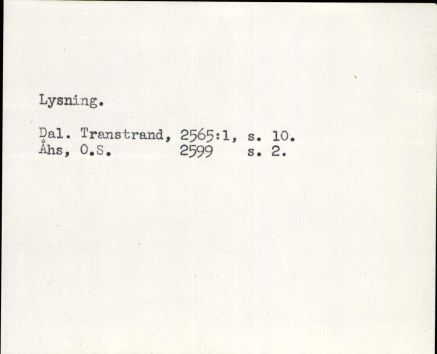 Lysning.
Dal. Transtrand, 2565:1, s. 10.
Åhs, O.S. 2599 s. 2.